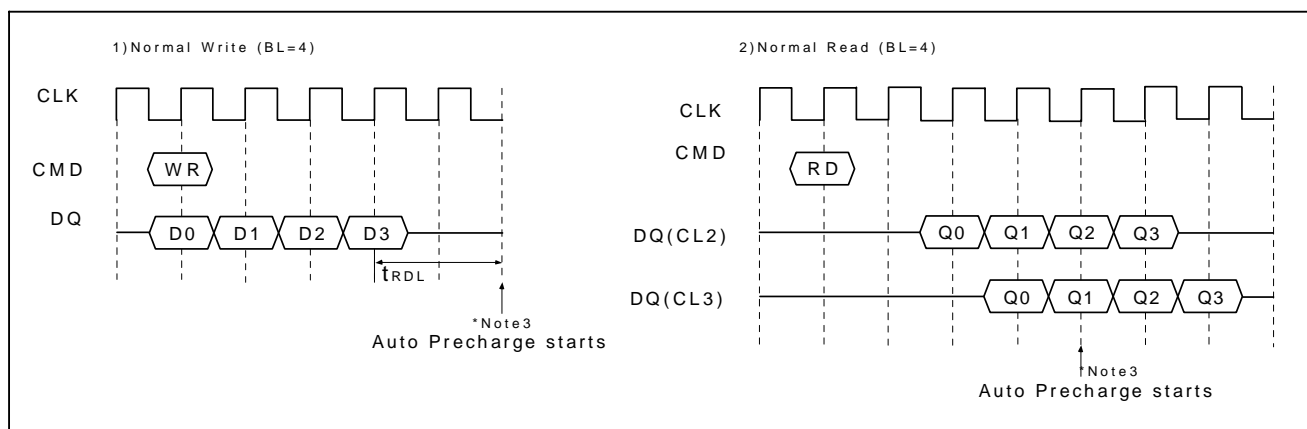 1)Normal Write (BL=4)
CLK
CMD
WR
DQ
D0 D1 D2 D3
tRDL
*Note3
Auto Precharge starts
2)Normal Read (BL=4)
CLK
CMD
RD
DQ(CL2)
Q0 Q1 Q2 Q3
DQ(CL3)
Q0 Q1 Q2 Q3
*Note3
Auto Precharge starts